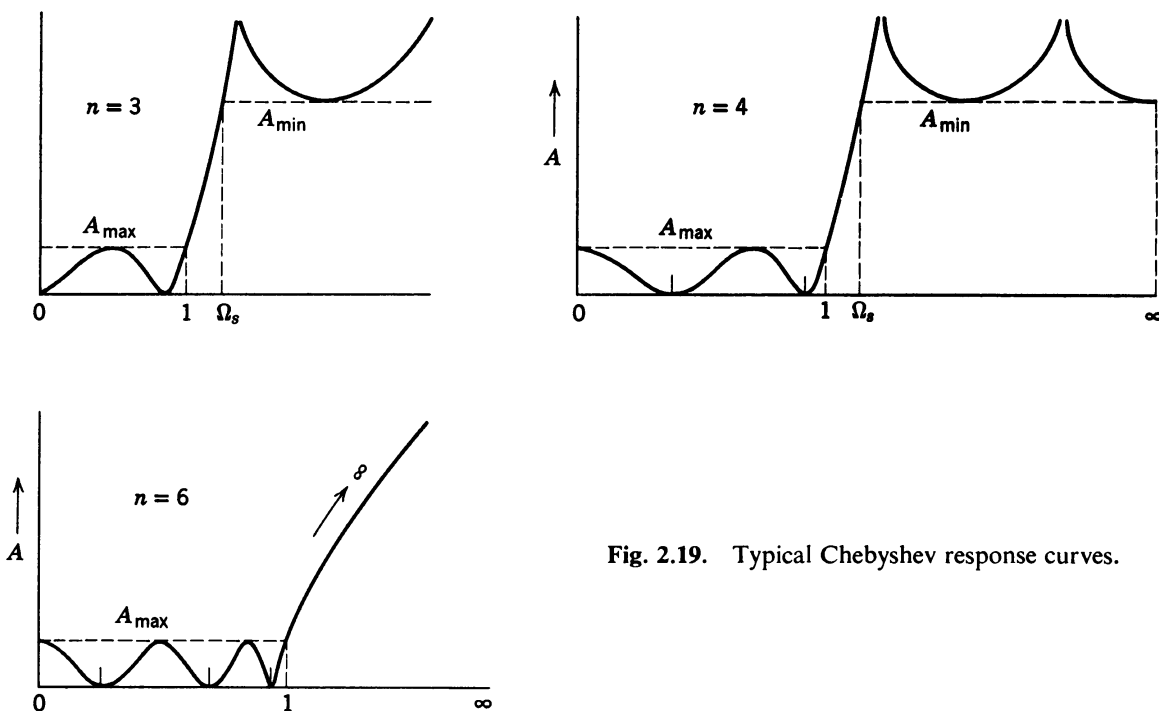 n = 3
A_min
A_max
0 1 Ω_s
n = 4
A
A_min
A_max
0 1 Ω_s ∞
n = 6
∞
A
A_max
0 1 ∞
Fig. 2.19. Typical Chebyshev response curves.